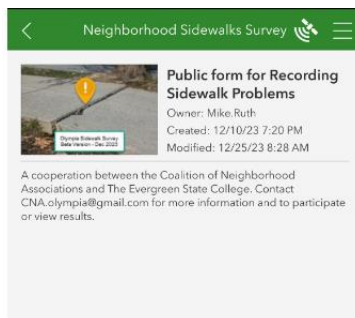 Neighborhood Sidewalks Survey
Public form for Recording
Sidewalk Problems
Owner: Mike.Ruth
Created: 12/10/23 7:20 PM
Modified: 12/25/23 8:28 AM
Olympia Sidewalk Survey
Beta Version - Dec 2023
A cooperation between the Coalition of Neighborhood
Associations and The Evergreen State College. Contact
CNA.olympia@gmail.com for more information and to participate
or view results.